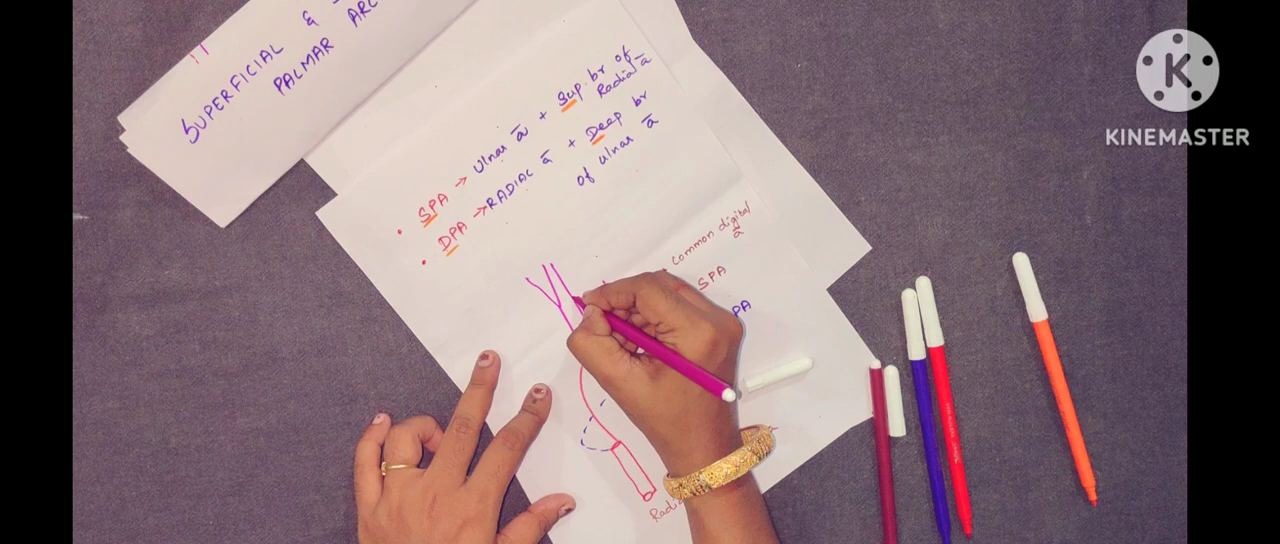 SUPERFICIAL &
PALMAR ARC
• SPA → Ulnar ā + Sup. br of
Radial ā
• DPA → RADIAL ā + Deep br
of ulnar ā
Common digital
ā
SPA
PA
Radia
K
KINEMASTER